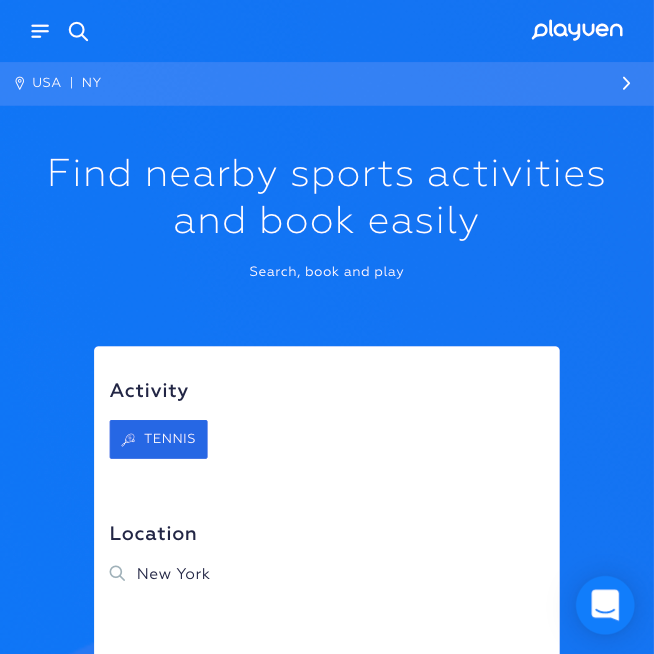 playven
USA | NY
Find nearby sports activities
and book easily
Search, book and play
Activity
TENNIS
Location
New York